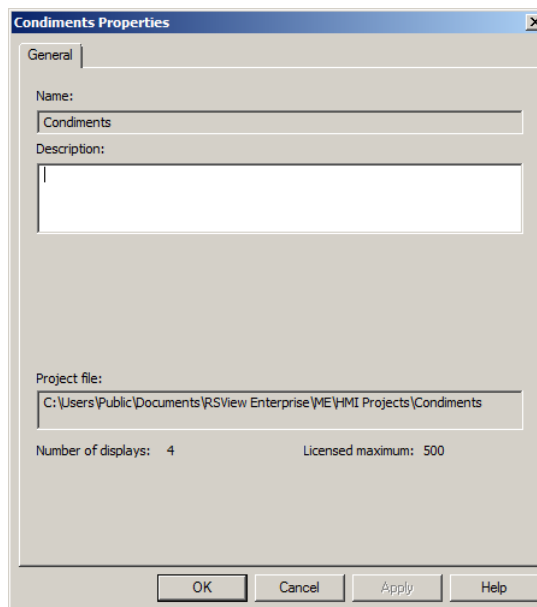 Condiments Properties
General
Name:
Condiments
Description:
Project file:
C:\Users\Public\Documents\RSView Enterprise\ME\HMI Projects\Condiments
Number of displays: 4 Licensed maximum: 500
OK Cancel Apply Help